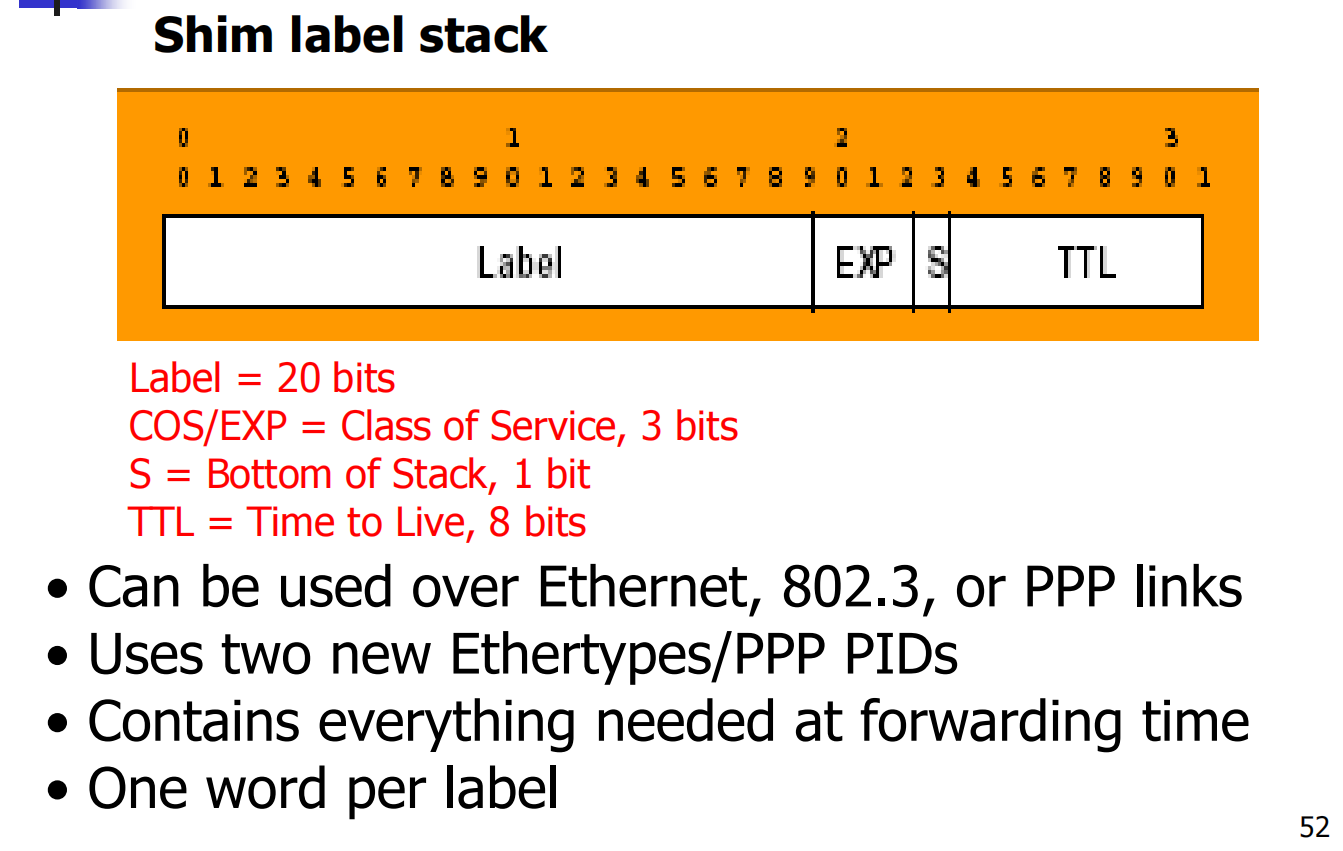 Shim label stack
0 1 2 3
0 1 2 3 4 5 6 7 8 9 0 1 2 3 4 5 6 7 8 9 0 1 2 3 4 5 6 7 8 9 0 1
Label EXP S TTL
Label = 20 bits
COS/EXP = Class of Service, 3 bits
S = Bottom of Stack, 1 bit
TTL = Time to Live, 8 bits
• Can be used over Ethernet, 802.3, or PPP links
• Uses two new Ethertypes/PPP PIDs
• Contains everything needed at forwarding time
• One word per label
52